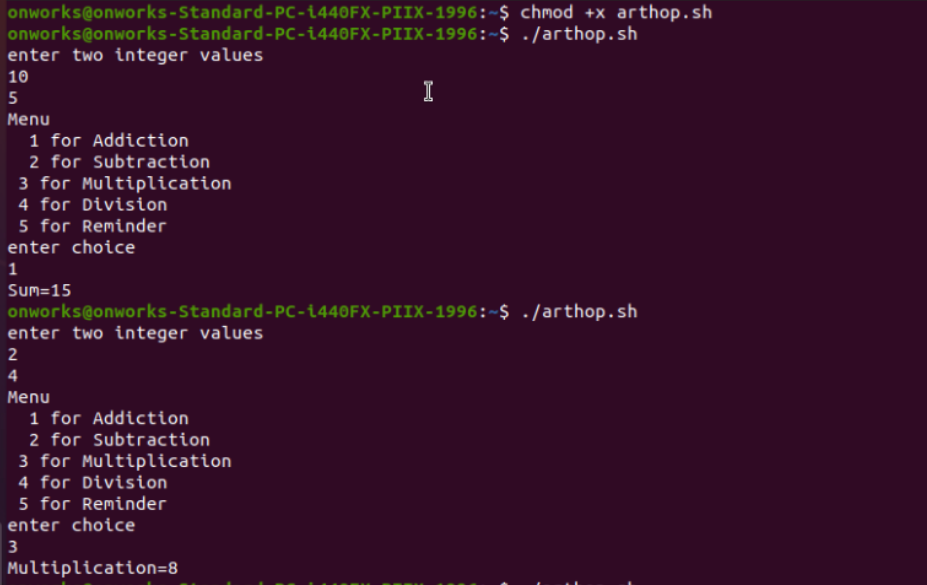 onworks@onworks-Standard-PC-i440FX-PIIX-1996:~$ chmod +x arthop.sh
onworks@onworks-Standard-PC-i440FX-PIIX-1996:~$ ./arthop.sh
enter two integer values
10
5
Menu
  1 for Addiction
  2 for Subtraction
 3 for Multiplication
 4 for Division
 5 for Reminder
enter choice
1
Sum=15
onworks@onworks-Standard-PC-i440FX-PIIX-1996:~$ ./arthop.sh
enter two integer values
2
4
Menu
  1 for Addiction
  2 for Subtraction
 3 for Multiplication
 4 for Division
 5 for Reminder
enter choice
3
Multiplication=8